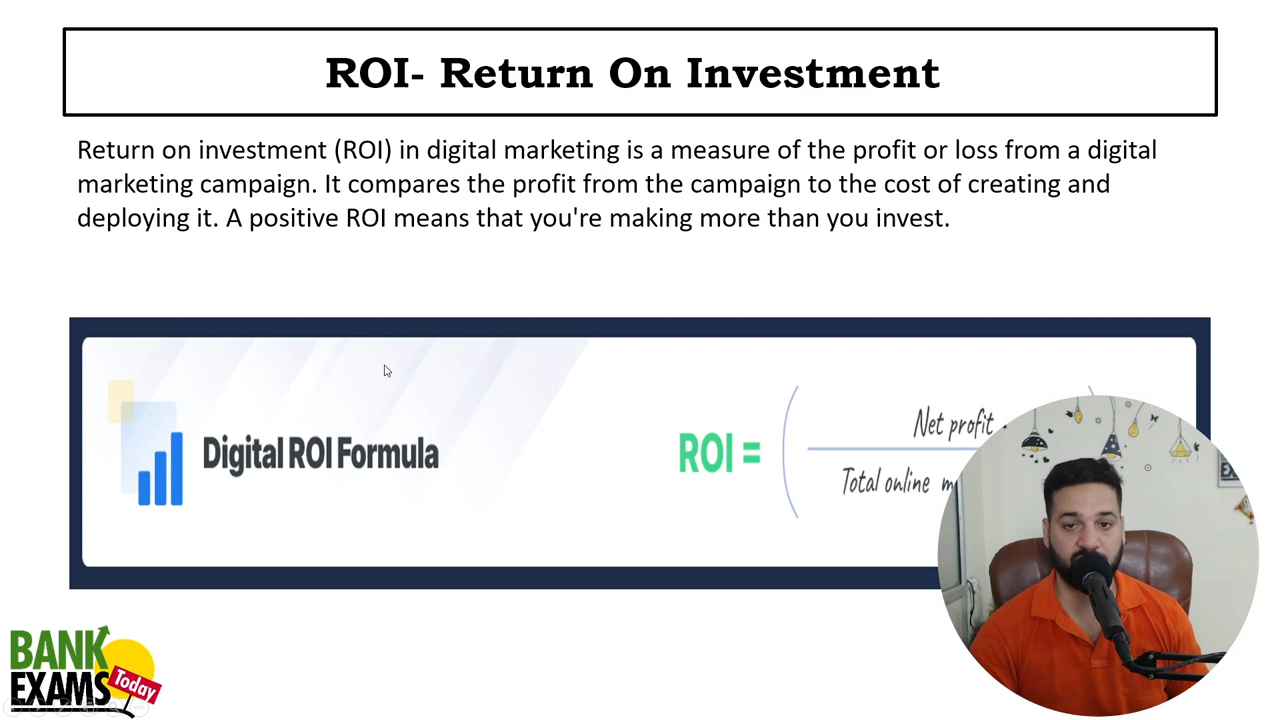 ROI- Return On Investment
Return on investment (ROI) in digital marketing is a measure of the profit or loss from a digital
marketing campaign. It compares the profit from the campaign to the cost of creating and
deploying it. A positive ROI means that you're making more than you invest.
Digital ROI Formula
ROI =
Net profit
Total online
BANK
EXAMS
Today